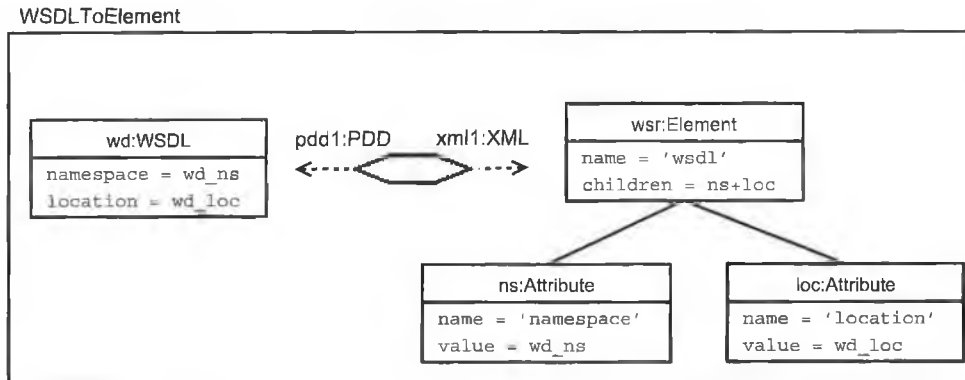 WSDLToElement
wd:WSDL
namespace = wd_ns
location = wd_loc
pdd1:PDD
xml1:XML
wsr:Element
name = 'wsdl'
children = ns+loc
ns:Attribute
name = 'namespace'
value = wd_ns
loc:Attribute
name = 'location'
value = wd_loc